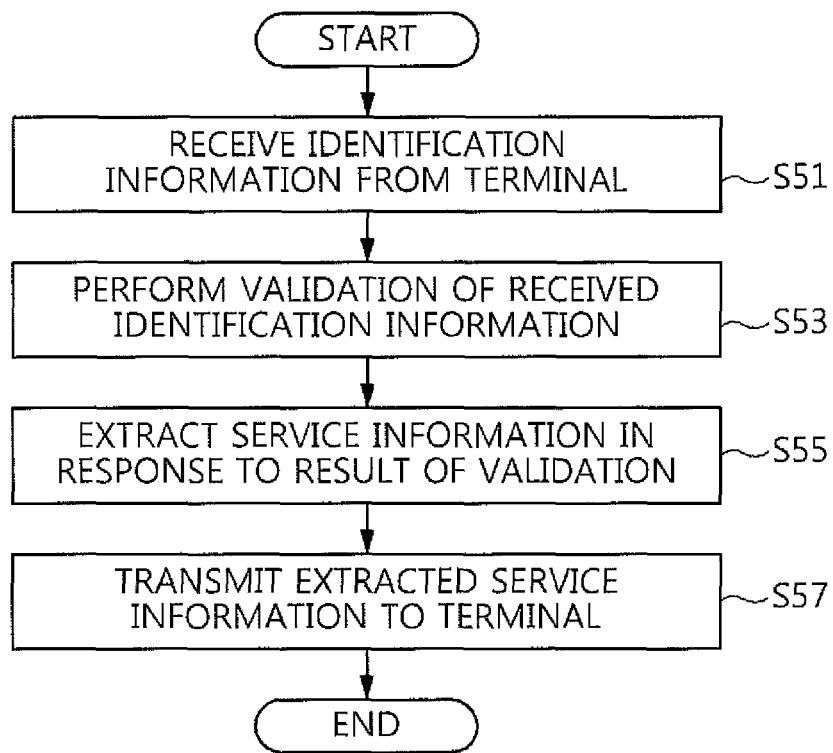 START
RECEIVE IDENTIFICATION
INFORMATION FROM TERMINAL
S51
PERFORM VALIDATION OF RECEIVED
IDENTIFICATION INFORMATION
S53
EXTRACT SERVICE INFORMATION IN
RESPONSE TO RESULT OF VALIDATION
S55
TRANSMIT EXTRACTED SERVICE
INFORMATION TO TERMINAL
S57
END